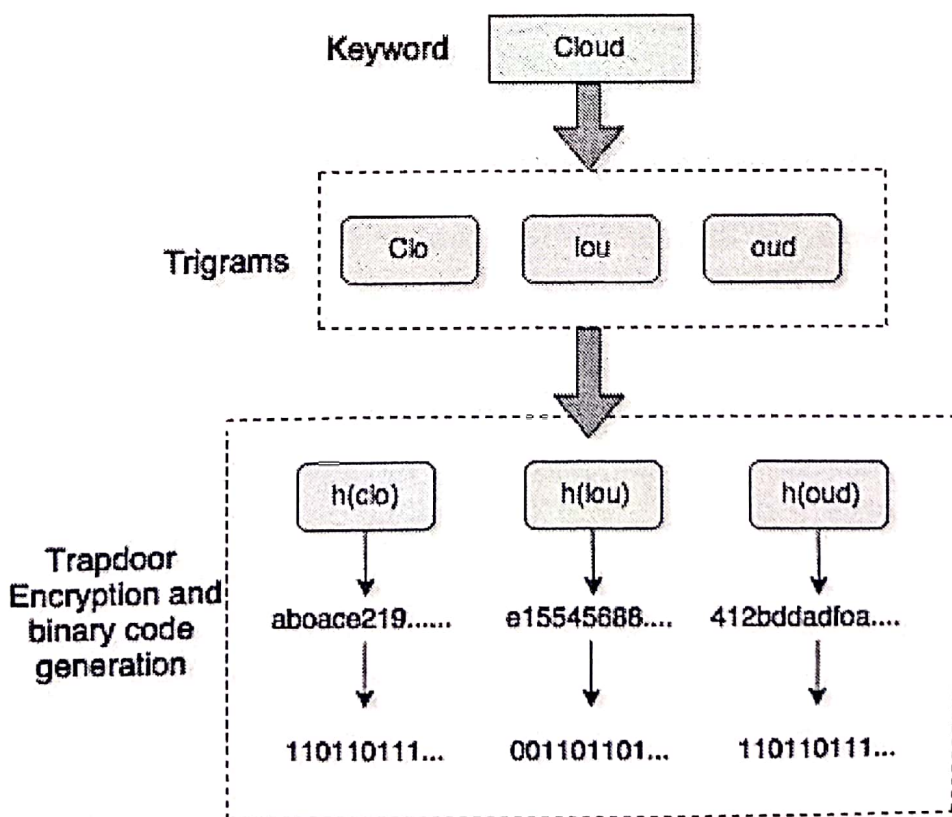 Keyword
Cloud
Trigrams
Clo
lou
oud
Trapdoor
Encryption and
binary code
generation
h(clo)
h(lou)
h(oud)
aboace219......
e15545688....
412bddadfoa....
110110111...
001101101...
110110111...